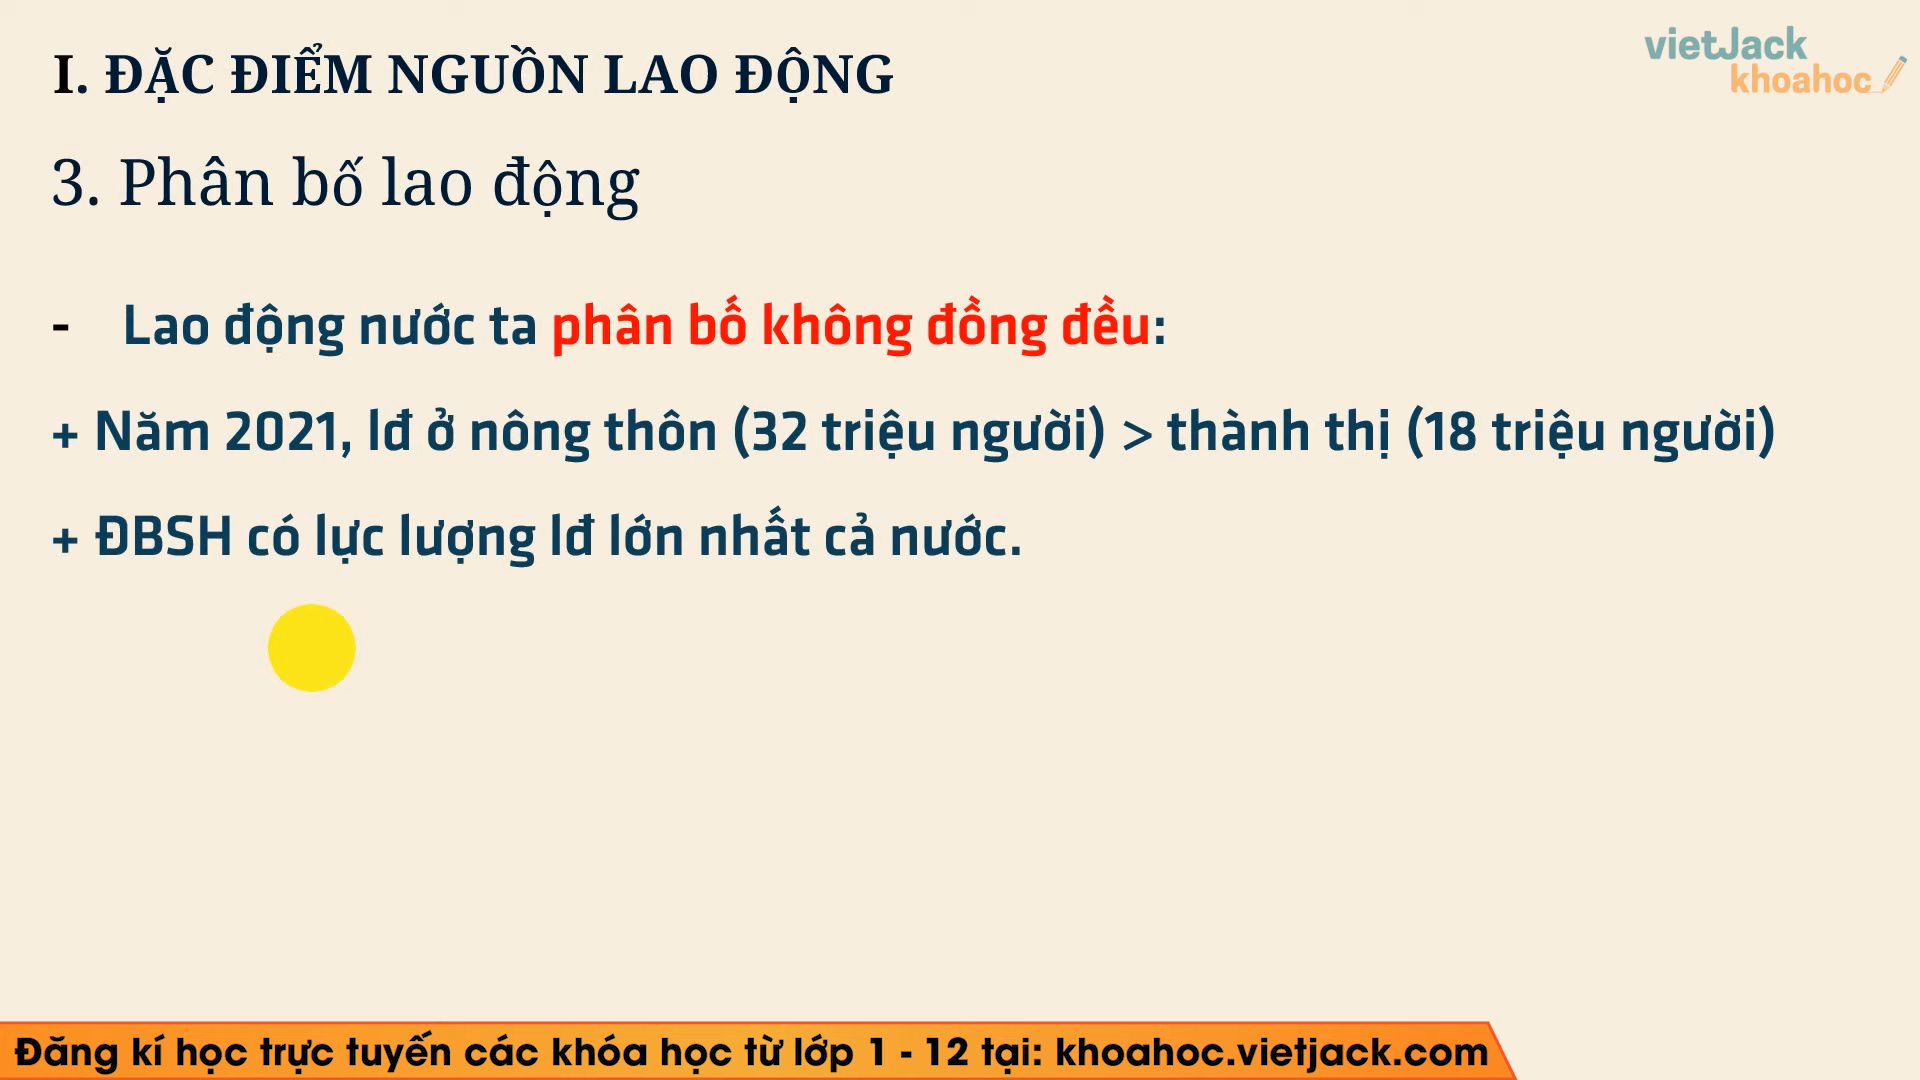 I. ĐẶC ĐIỂM NGUỒN LAO ĐỘNG
vietJack
khoahoc
3. Phân bố lao động
- Lao động nước ta phân bố không đồng đều:
+ Năm 2021, lđ ở nông thôn (32 triệu người) > thành thị (18 triệu người)
+ ĐBSH có lực lượng lđ lớn nhất cả nước.
Đăng kí học trực tuyến các khóa học từ lớp 1 - 12 tại: khoahoc.vietjack.com